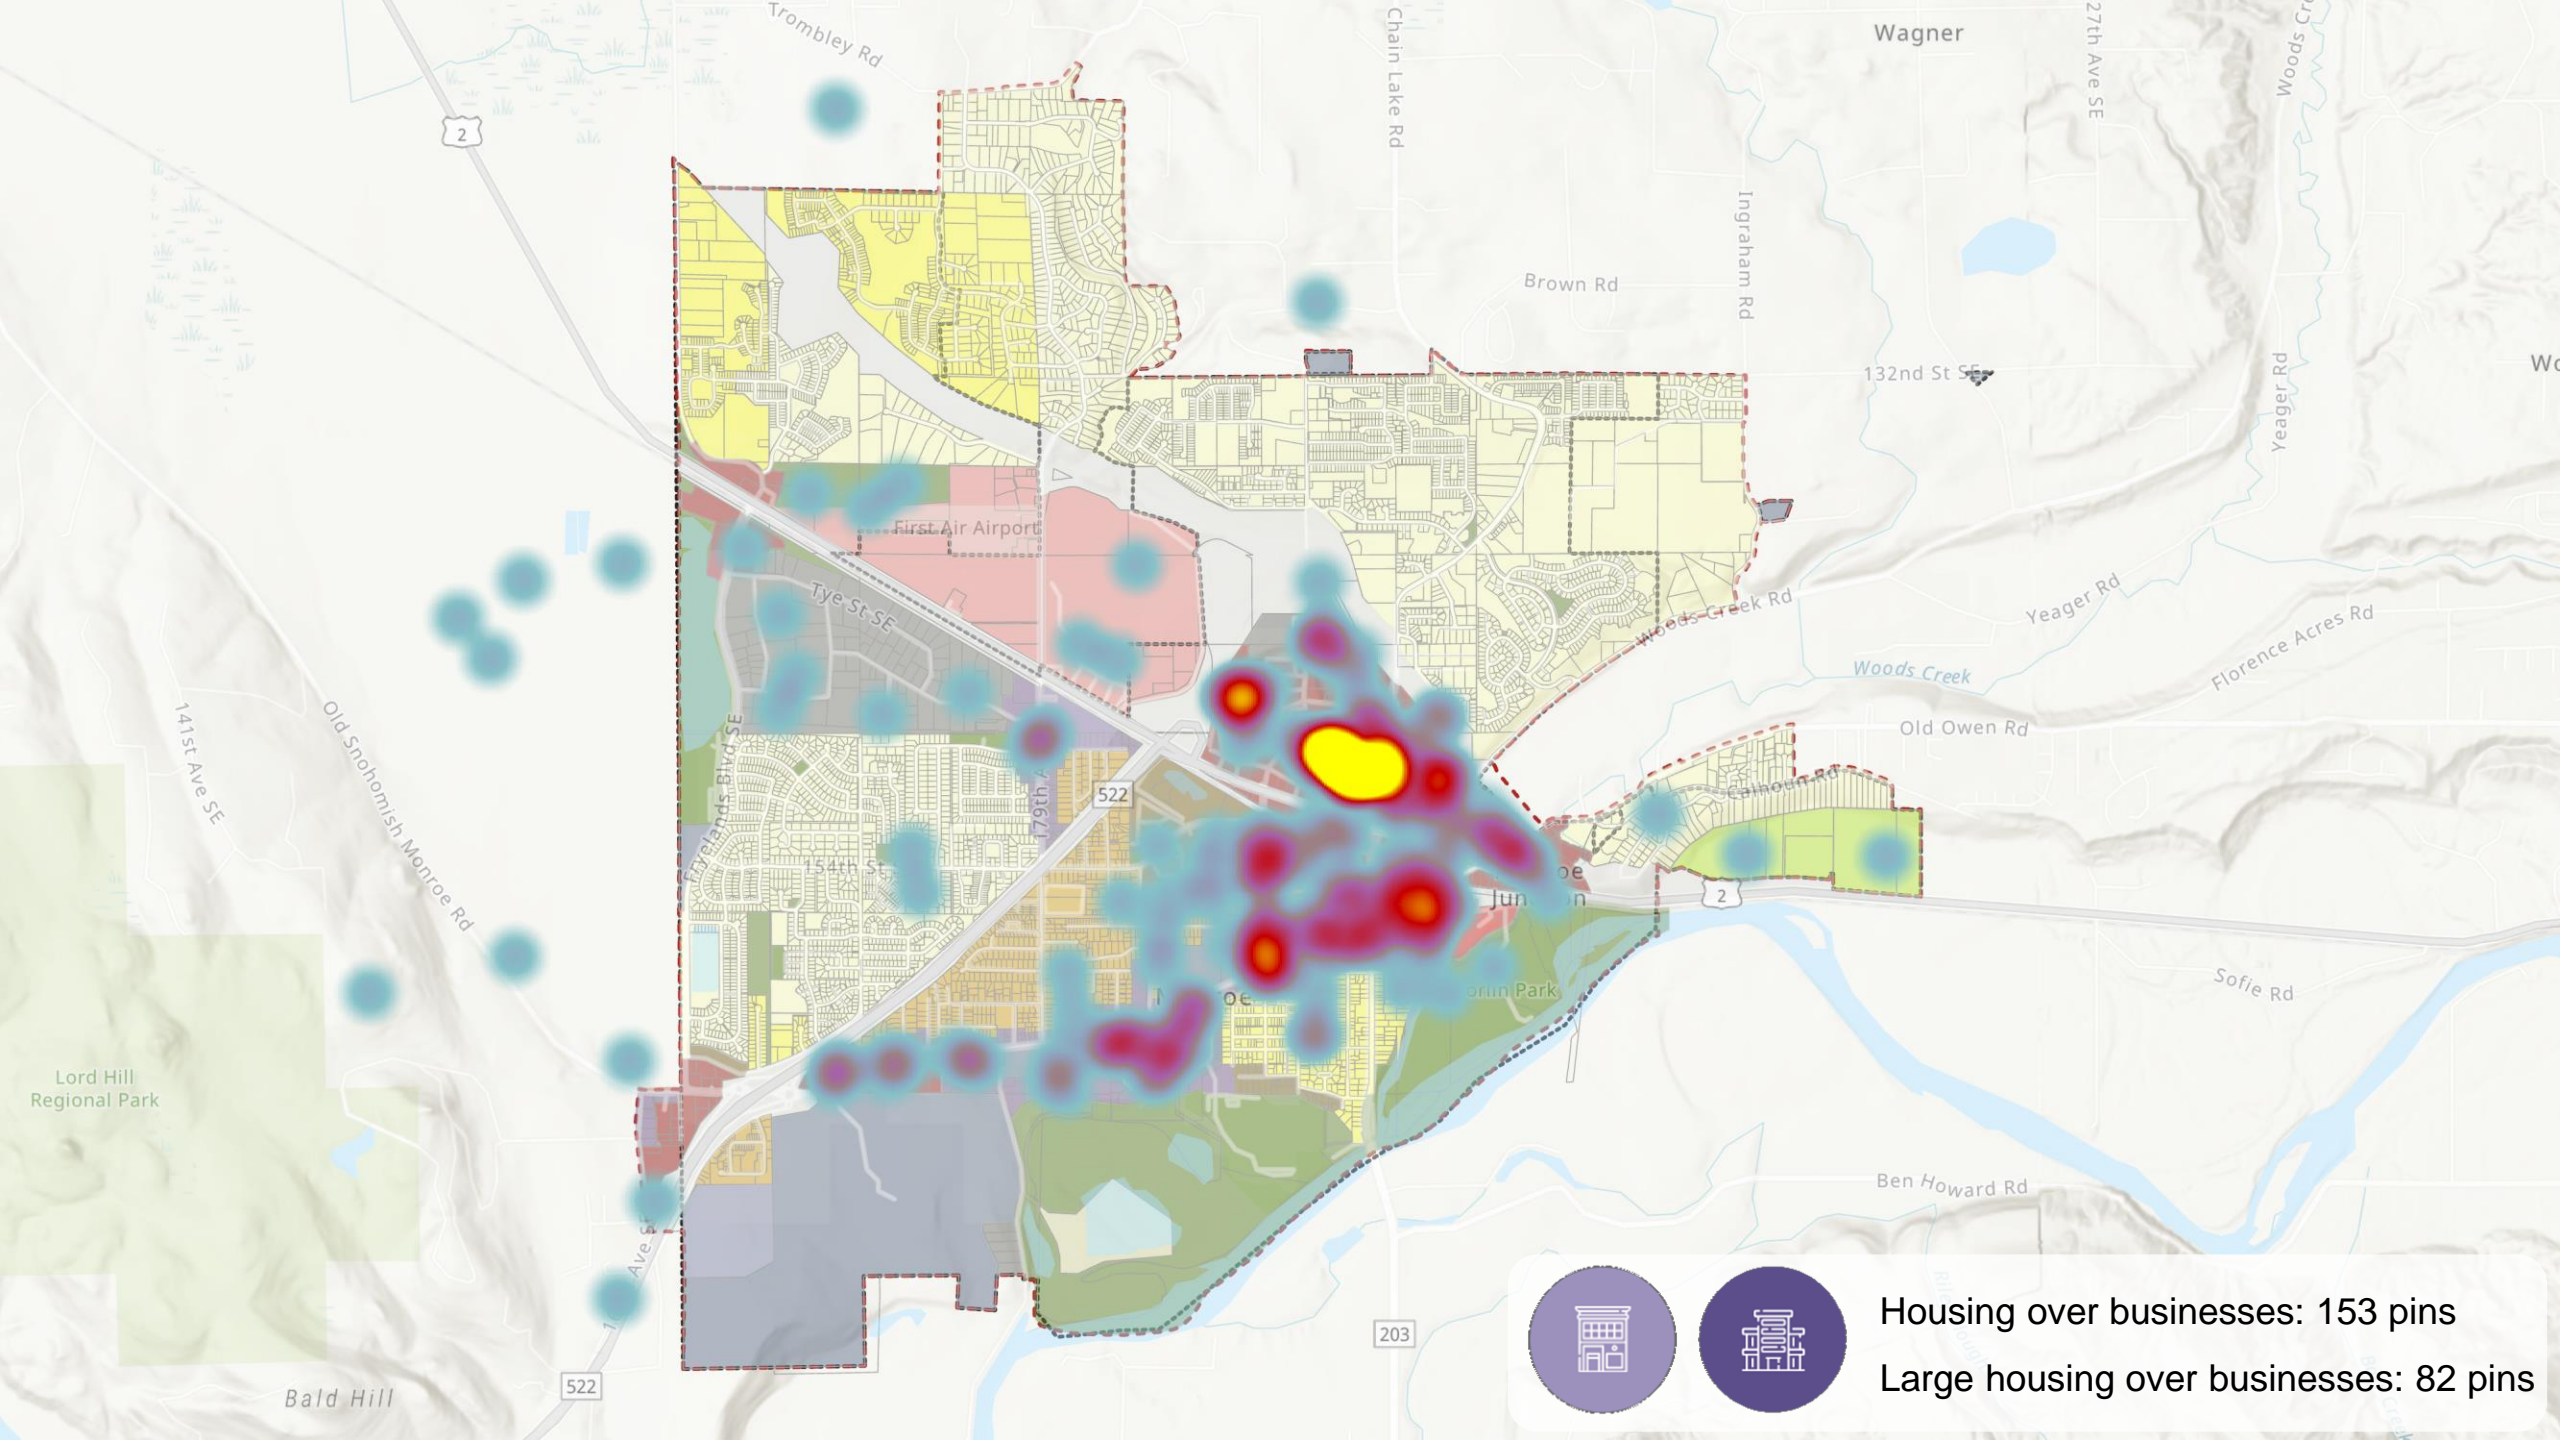 Trombley Rd
Chain Lake Rd
Wagner
27th Ave SE
2
Ingraham Rd
Brown Rd
132nd St SE
Yeager Rd
First Air Airport
Tye St SE
Woods Creek Rd
Yeager Rd
Florence Acres Rd
Woods Creek
Old Owen Rd
141st Ave SE
Old Snohomish Monroe Rd
Fryelands Blvd SE
522
Calhoun Rd
154th St
Junction
2
Sofie Rd
Lord Hill
Regional Park
Ben Howard Rd
203
522
Bald Hill
Housing over businesses: 153 pins
Large housing over businesses: 82 pins